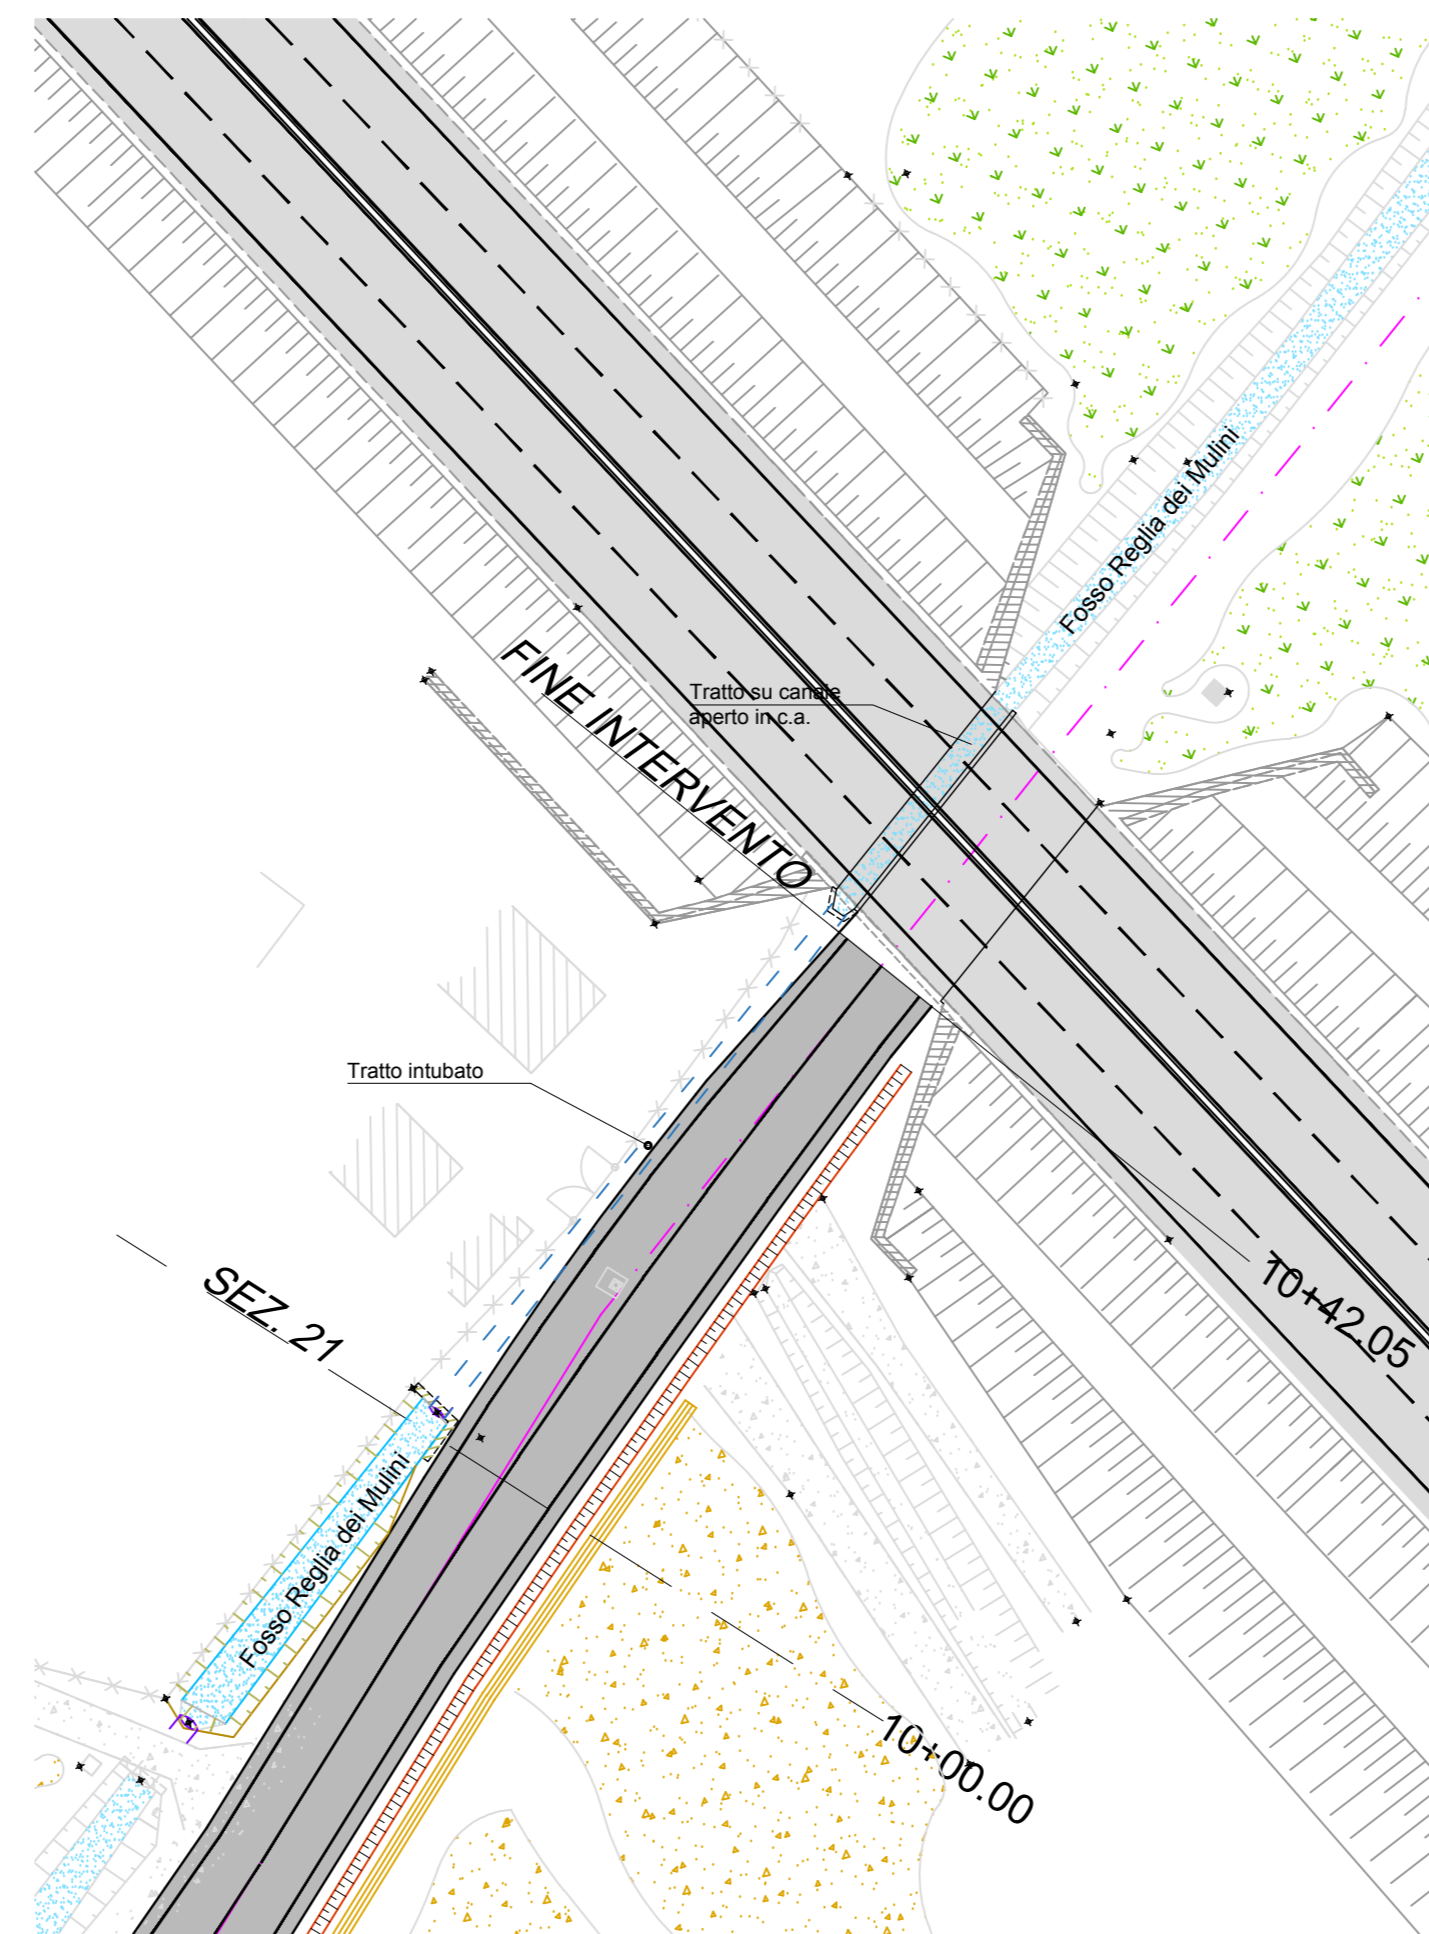 Fosso Reglia dei Mulini
FINE INTERVENTO
Tratto su canale
aperto in c.a.
Tratto intubato
SEZ. 21
10+42.05
Fosso Reglia dei Mulini
10+00.00